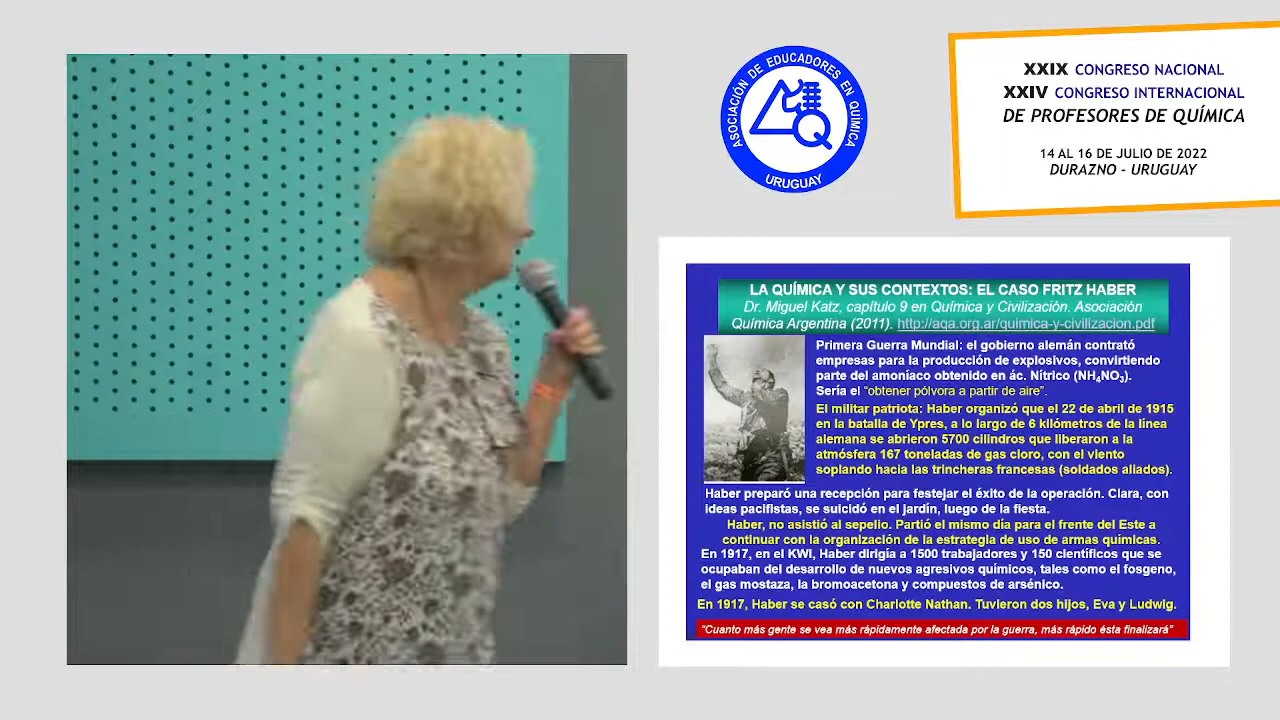 ASOCIACIÓN DE EDUCADORES EN QUÍMICA
URUGUAY
XXIX CONGRESO NACIONAL
XXIV CONGRESO INTERNACIONAL
DE PROFESORES DE QUÍMICA
14 AL 16 DE JULIO DE 2022
DURAZNO - URUGUAY
LA QUÍMICA Y SUS CONTEXTOS: EL CASO FRITZ HABER
Dr. Miguel Katz, capítulo 9 en Química y Civilización. Asociación
Química Argentina (2011). http://aqa.org.ar/quimica-y-civilizacion.pdf
Primera Guerra Mundial: el gobierno alemán contrató
empresas para la producción de explosivos, convirtiendo
parte del amoníaco obtenido en ác. Nítrico (NH₄NO₃).
Sería el “obtener pólvora a partir de aire”.
El militar patriota: Haber organizó que el 22 de abril de 1915
en la batalla de Ypres, a lo largo de 6 kilómetros de la línea
alemana se abrieron 5700 cilindros que liberaron a la
atmósfera 167 toneladas de gas cloro, con el viento
soplando hacia las trincheras francesas (soldados aliados).
Haber preparó una recepción para festejar el éxito de la operación. Clara, con
ideas pacifistas, se suicidó en el jardín, luego de la fiesta.
Haber, no asistió al sepelio. Partió el mismo día para el frente del Este a
continuar con la organización de la estrategia de uso de armas químicas.
En 1917, en el KWI, Haber dirigía a 1500 trabajadores y 150 científicos que se
ocupaban del desarrollo de nuevos agresivos químicos, tales como el fosgeno,
el gas mostaza, la bromoacetona y compuestos de arsénico.
En 1917, Haber se casó con Charlotte Nathan. Tuvieron dos hijos, Eva y Ludwig.
“Cuanto más gente se vea más rápidamente afectada por la guerra, más rápido ésta finalizará”